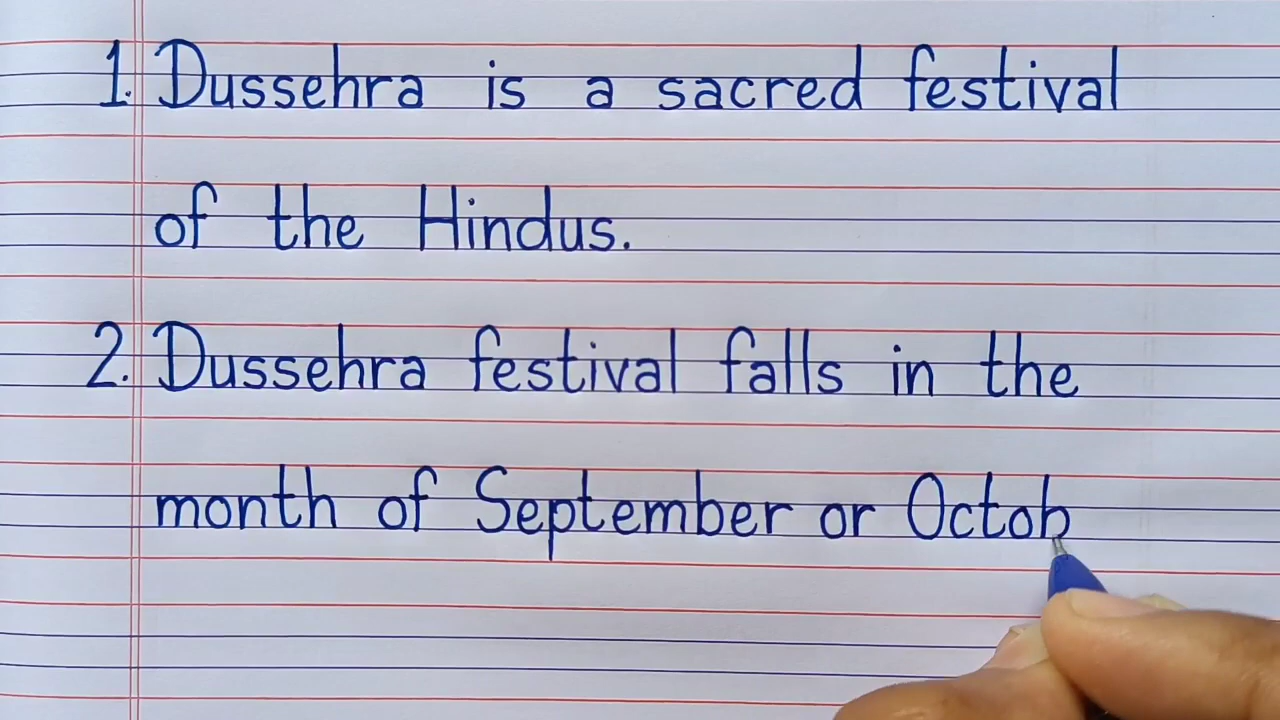 1. Dussehra is a sacred festival
of the Hindus.
2. Dussehra festival falls in the
month of September or Octob